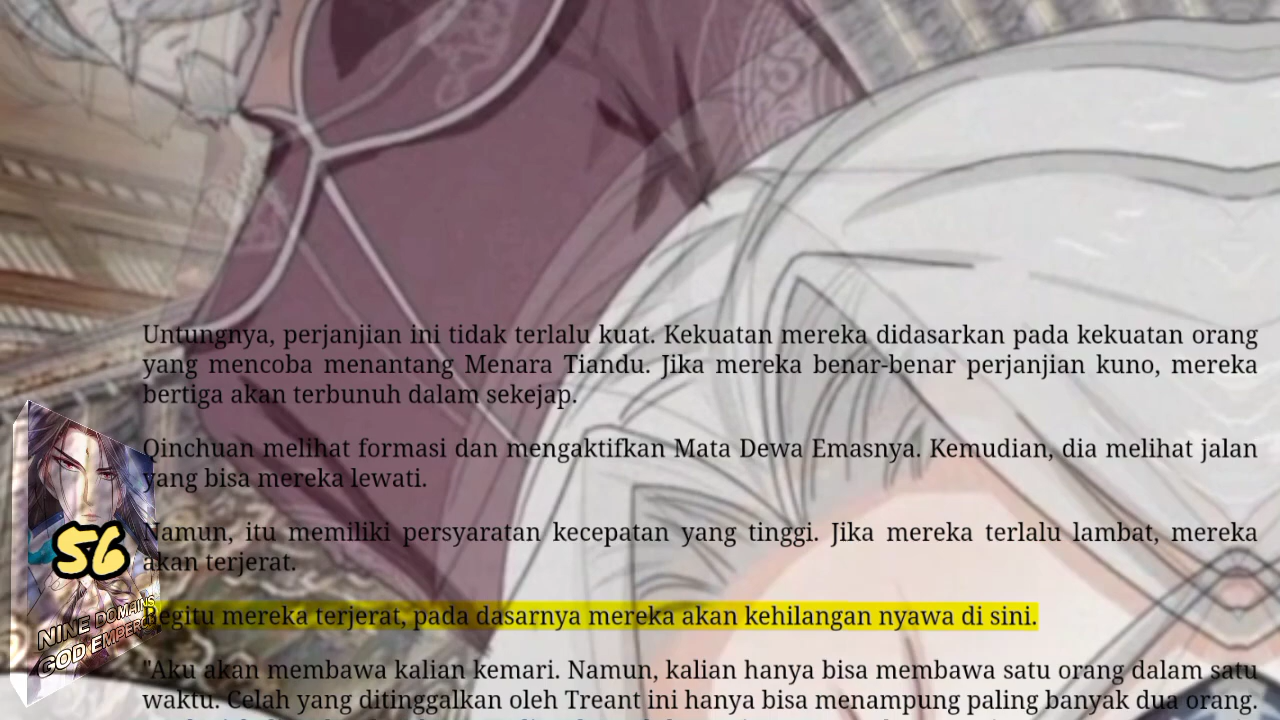 Untungnya, perjanjian ini tidak terlalu kuat. Kekuatan mereka didasarkan pada kekuatan orang
yang mencoba menantang Menara Tiandu. Jika mereka benar-benar perjanjian kuno, mereka
bertiga akan terbunuh dalam sekejap.
Qinchuan melihat formasi dan mengaktifkan Mata Dewa Emasnya. Kemudian, dia melihat jalan
yang bisa mereka lewati.
Namun, itu memiliki persyaratan kecepatan yang tinggi. Jika mereka terlalu lambat, mereka
akan terjerat.
Begitu mereka terjerat, pada dasarnya mereka akan kehilangan nyawa di sini.
"Aku akan membawa kalian kemari. Namun, kalian hanya bisa membawa satu orang dalam satu
waktu. Celah yang ditinggalkan oleh Treant ini hanya bisa menampung paling banyak dua orang.
56
NINE DOMAINS
GOD EMPEROR